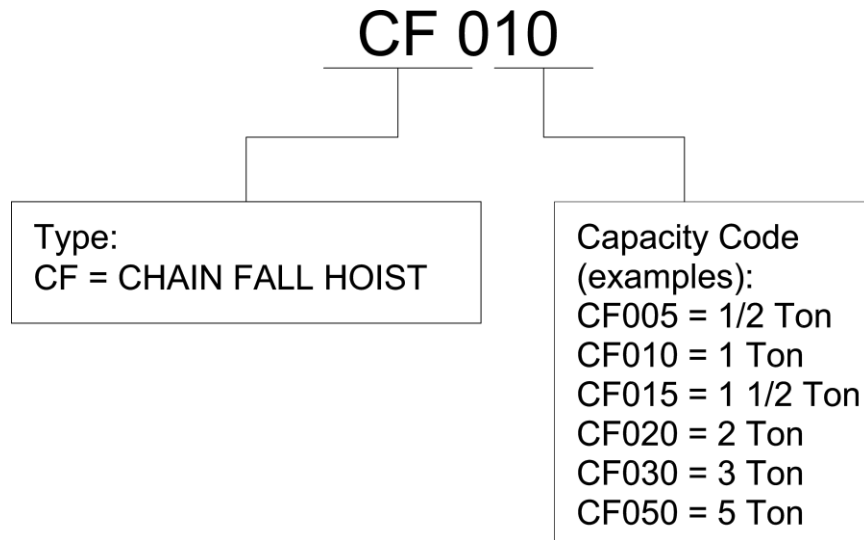 CF 010
Type:
CF = CHAIN FALL HOIST
Capacity Code
(examples):
CF005 = 1/2 Ton
CF010 = 1 Ton
CF015 = 1 1/2 Ton
CF020 = 2 Ton
CF030 = 3 Ton
CF050 = 5 Ton